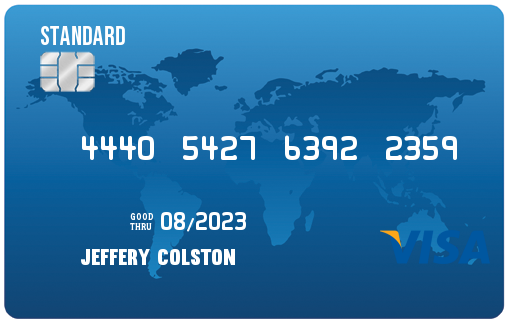 STANDARD
4440 5427 6392 2359
GOOD THRU 08/2023
JEFFERY COLSTON
VISA